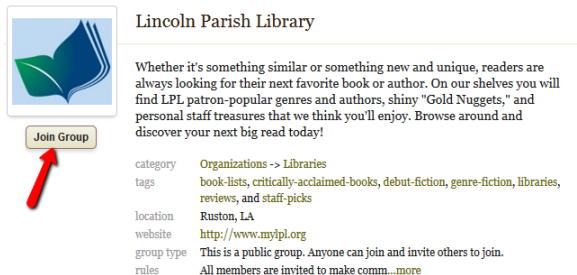 Lincoln Parish Library
Whether it's something similar or something new and unique, readers are
always looking for their next favorite book or author. On our shelves you will
find LPL patron-popular genres and authors, shiny "Gold Nuggets," and
personal staff treasures that we think you'll enjoy. Browse around and
discover your next big read today!
Join Group
category Organizations -> Libraries
tags book-lists, critically-acclaimed-books, debut-fiction, genre-fiction, libraries,
reviews, and staff-picks
location Ruston, LA
website http://www.mylpl.org
group type This is a public group. Anyone can join and invite others to join.
rules All members are invited to make comm...more